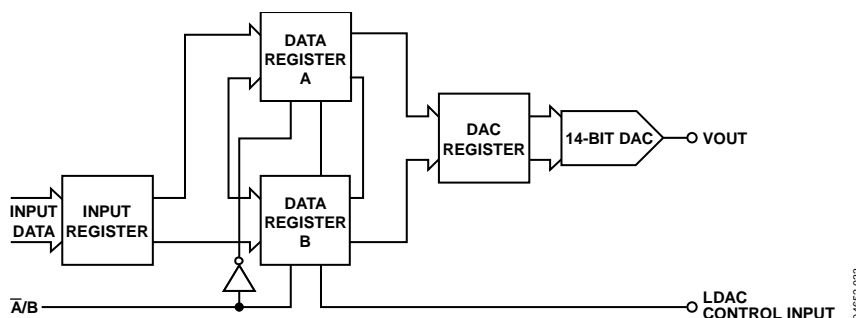 DATA
REGISTER
A
DAC
REGISTER
14-BIT DAC
VOUT
INPUT
DATA
INPUT
REGISTER
DATA
REGISTER
B
A̅/B
LDAC
CONTROL INPUT